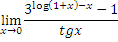 lim x→0 (3^(log(1+x)−x) − 1) / (tgx)